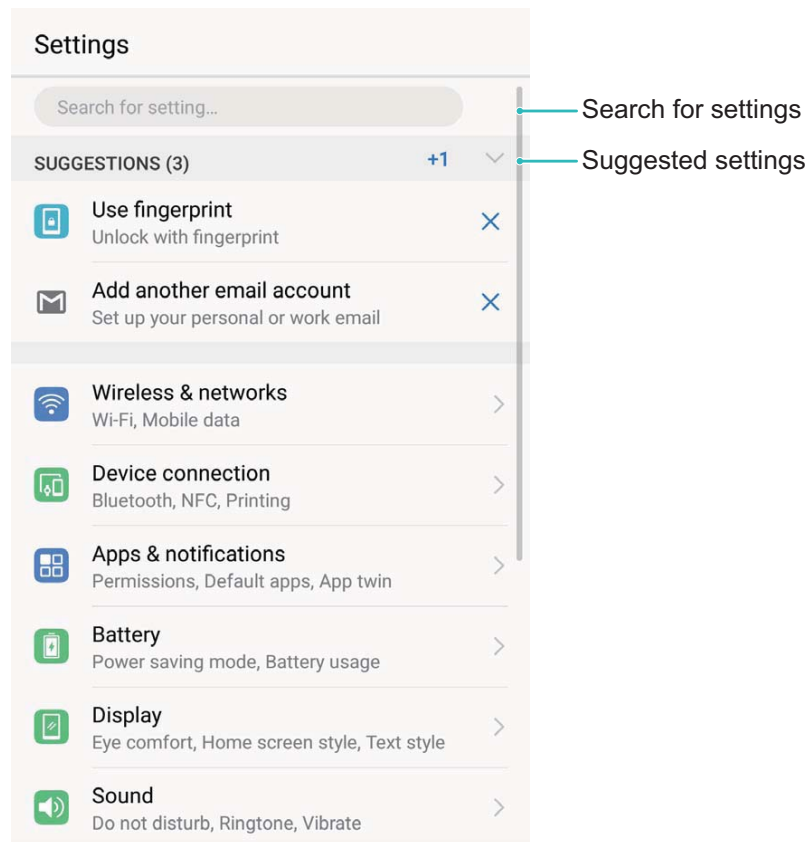 Settings
Search for setting…
Search for settings
SUGGESTIONS (3) +1
Suggested settings
Use fingerprint
Unlock with fingerprint
Add another email account
Set up your personal or work email
Wireless & networks
Wi-Fi, Mobile data
Device connection
Bluetooth, NFC, Printing
Apps & notifications
Permissions, Default apps, App twin
Battery
Power saving mode, Battery usage
Display
Eye comfort, Home screen style, Text style
Sound
Do not disturb, Ringtone, Vibrate